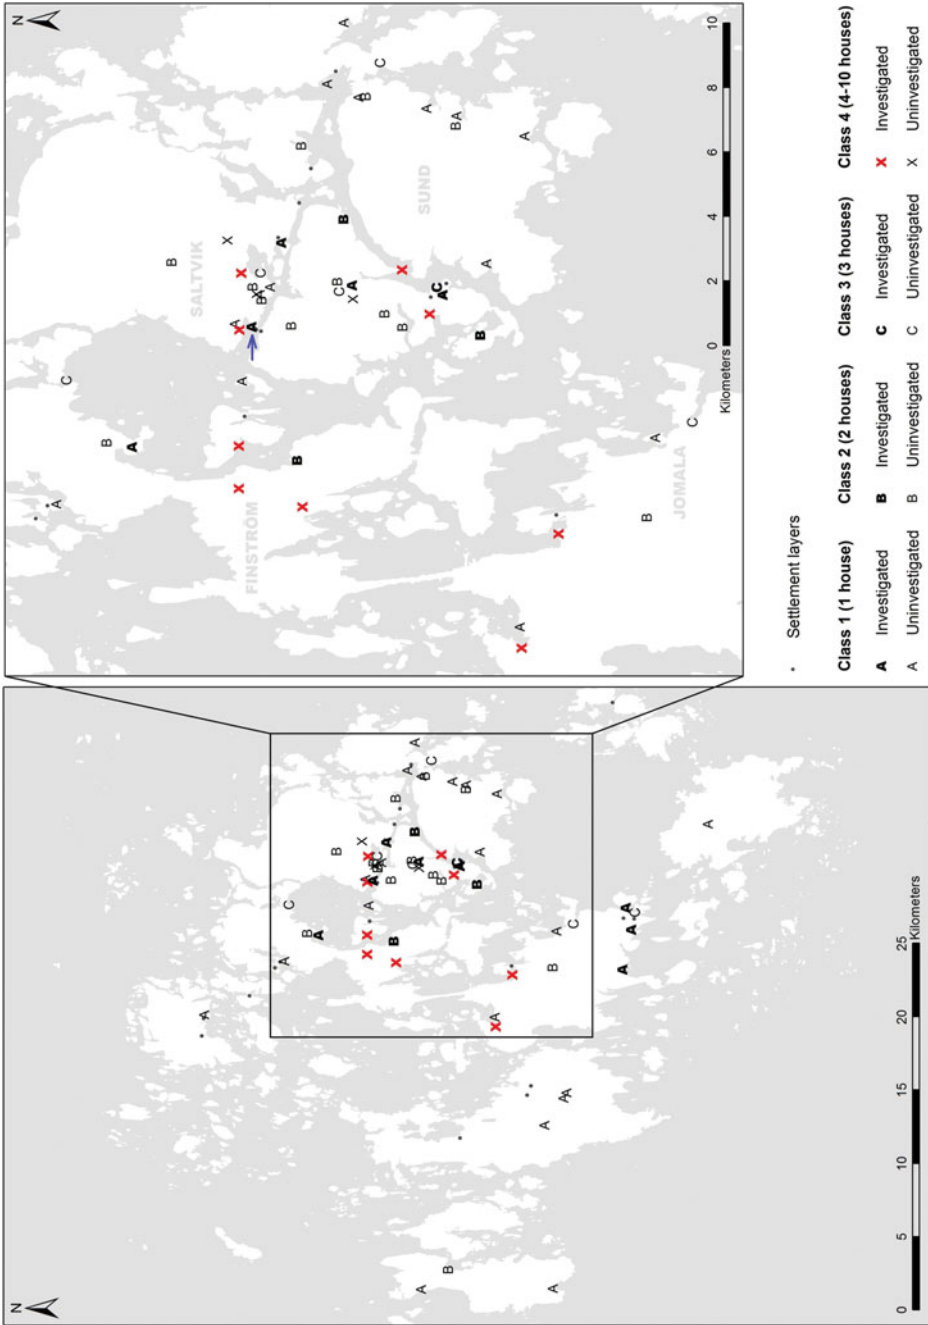 N
0 5 10 15 20 25
Kilometers
N
SALTVIK
FINSTRÖM
SUND
JOMALA
0 2 4 6 8 10
Kilometers
Settlement layers
Class 1 (1 house)
A Investigated
A Uninvestigated
Class 2 (2 houses)
B Investigated
B Uninvestigated
Class 3 (3 houses)
C Investigated
C Uninvestigated
Class 4 (4-10 houses)
X Investigated
X Uninvestigated